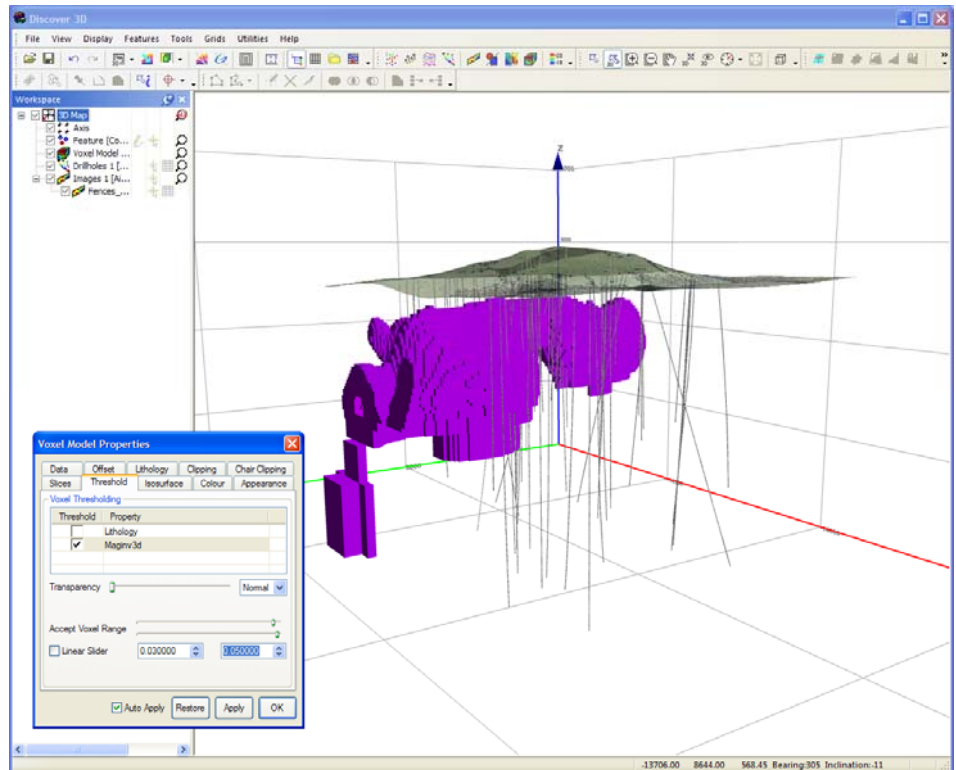 Discover 3D
File View Display Features Tools Grids Utilities Help
Workspace
3D Map
Axis
Feature [Co...
Voxel Model ...
Drillholes 1 [...
Images 1 [Ai...
Fences_...
Z
Voxel Model Properties
Data Offset Lithology Clipping Chair Clipping
Slices Threshold Isosurface Colour Appearance
Voxel Thresholding
Threshold Property
Lithology
Maginv3d
Transparency Normal
Accept Voxel Range
Linear Slider 0.030000 0.050000
Auto Apply Restore Apply OK
-13706.00 8644.00 568.45 Bearing:305 Inclination:-11